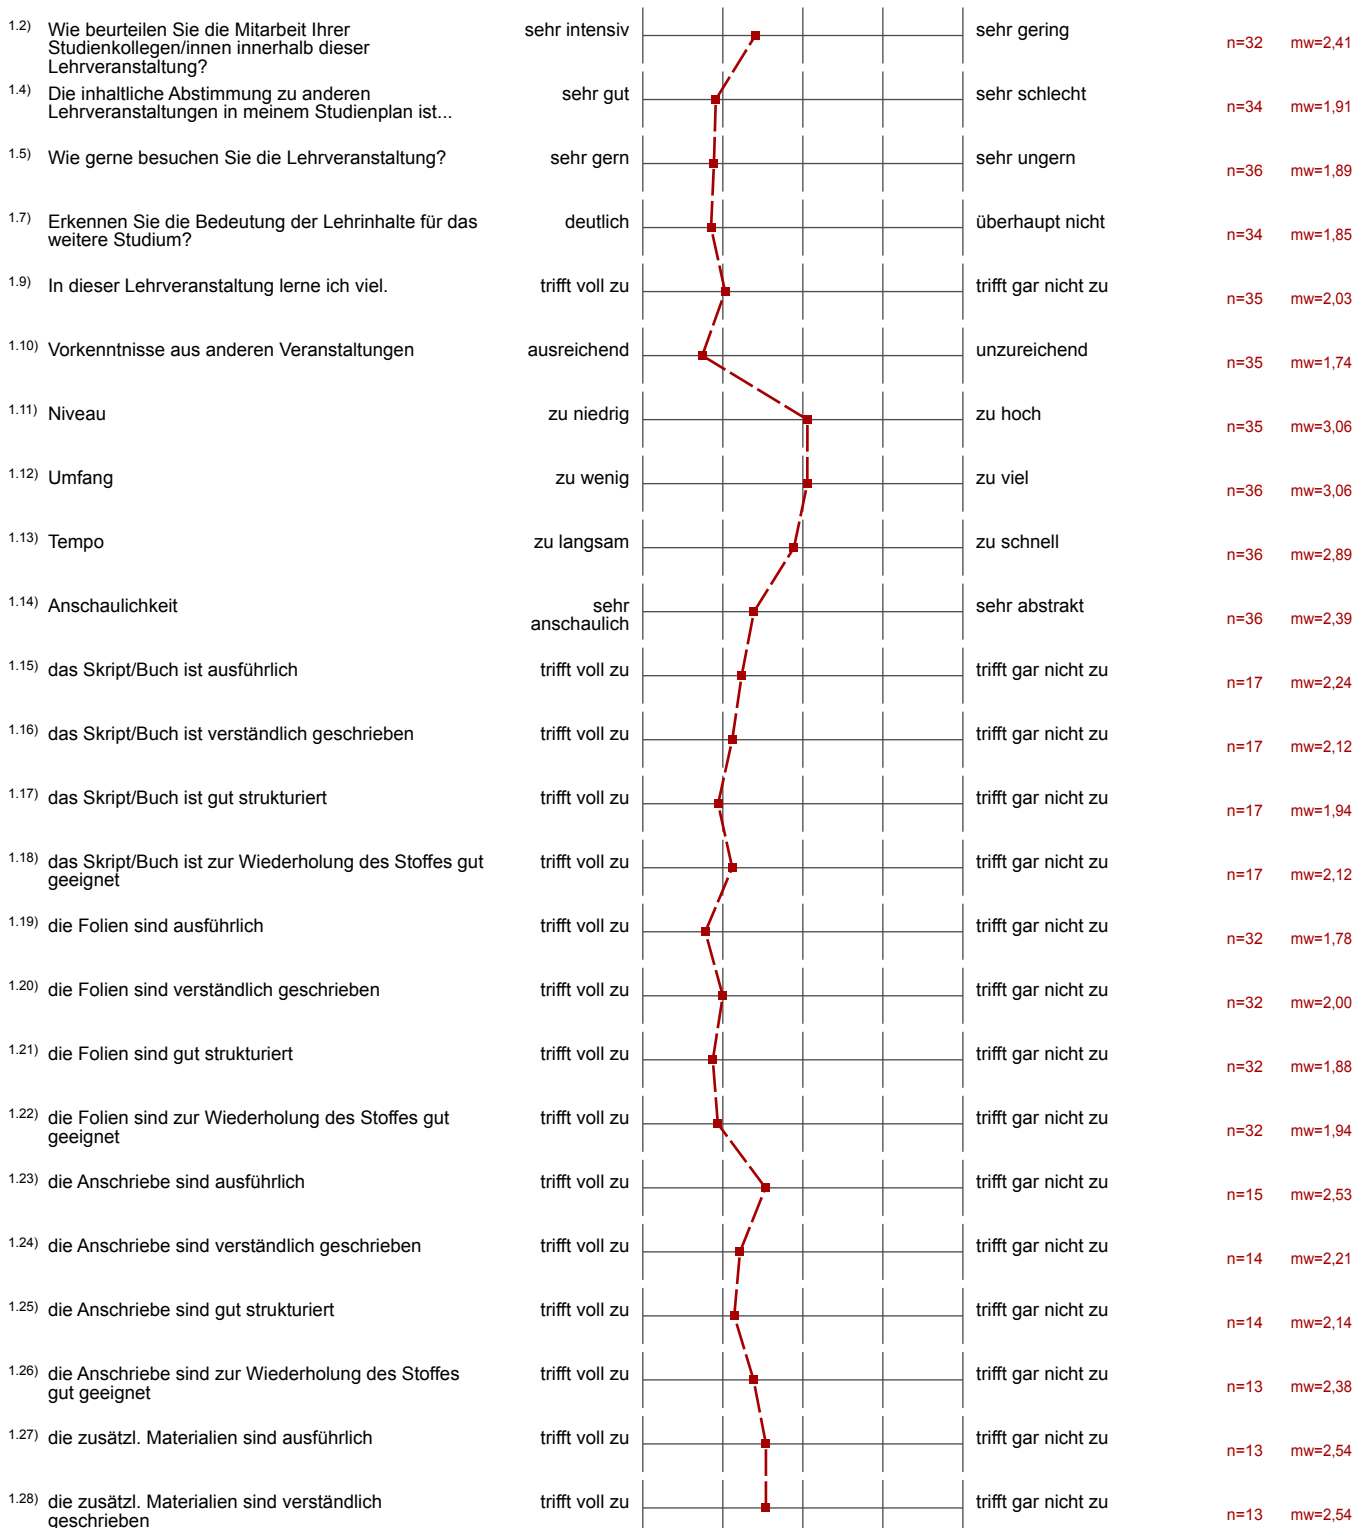 1.2) Wie beurteilen Sie die Mitarbeit Ihrer
Studienkollegen/innen innerhalb dieser
Lehrveranstaltung?
sehr intensiv
sehr gering
n=32 mw=2,41
1.4) Die inhaltliche Abstimmung zu anderen
Lehrveranstaltungen in meinem Studienplan ist...
sehr gut
sehr schlecht
n=34 mw=1,91
1.5) Wie gerne besuchen Sie die Lehrveranstaltung?
sehr gern
sehr ungern
n=36 mw=1,89
1.7) Erkennen Sie die Bedeutung der Lehrinhalte für das
weitere Studium?
deutlich
überhaupt nicht
n=34 mw=1,85
1.9) In dieser Lehrveranstaltung lerne ich viel.
trifft voll zu
trifft gar nicht zu
n=35 mw=2,03
1.10) Vorkenntnisse aus anderen Veranstaltungen
ausreichend
unzureichend
n=35 mw=1,74
1.11) Niveau
zu niedrig
zu hoch
n=35 mw=3,06
1.12) Umfang
zu wenig
zu viel
n=36 mw=3,06
1.13) Tempo
zu langsam
zu schnell
n=36 mw=2,89
1.14) Anschaulichkeit
sehr
anschaulich
sehr abstrakt
n=36 mw=2,39
1.15) das Skript/Buch ist ausführlich
trifft voll zu
trifft gar nicht zu
n=17 mw=2,24
1.16) das Skript/Buch ist verständlich geschrieben
trifft voll zu
trifft gar nicht zu
n=17 mw=2,12
1.17) das Skript/Buch ist gut strukturiert
trifft voll zu
trifft gar nicht zu
n=17 mw=1,94
1.18) das Skript/Buch ist zur Wiederholung des Stoffes gut
geeignet
trifft voll zu
trifft gar nicht zu
n=17 mw=2,12
1.19) die Folien sind ausführlich
trifft voll zu
trifft gar nicht zu
n=32 mw=1,78
1.20) die Folien sind verständlich geschrieben
trifft voll zu
trifft gar nicht zu
n=32 mw=2,00
1.21) die Folien sind gut strukturiert
trifft voll zu
trifft gar nicht zu
n=32 mw=1,88
1.22) die Folien sind zur Wiederholung des Stoffes gut
geeignet
trifft voll zu
trifft gar nicht zu
n=32 mw=1,94
1.23) die Anschriebe sind ausführlich
trifft voll zu
trifft gar nicht zu
n=15 mw=2,53
1.24) die Anschriebe sind verständlich geschrieben
trifft voll zu
trifft gar nicht zu
n=14 mw=2,21
1.25) die Anschriebe sind gut strukturiert
trifft voll zu
trifft gar nicht zu
n=14 mw=2,14
1.26) die Anschriebe sind zur Wiederholung des Stoffes
gut geeignet
trifft voll zu
trifft gar nicht zu
n=13 mw=2,38
1.27) die zusätzl. Materialien sind ausführlich
trifft voll zu
trifft gar nicht zu
n=13 mw=2,54
1.28) die zusätzl. Materialien sind verständlich
geschrieben
trifft voll zu
trifft gar nicht zu
n=13 mw=2,54